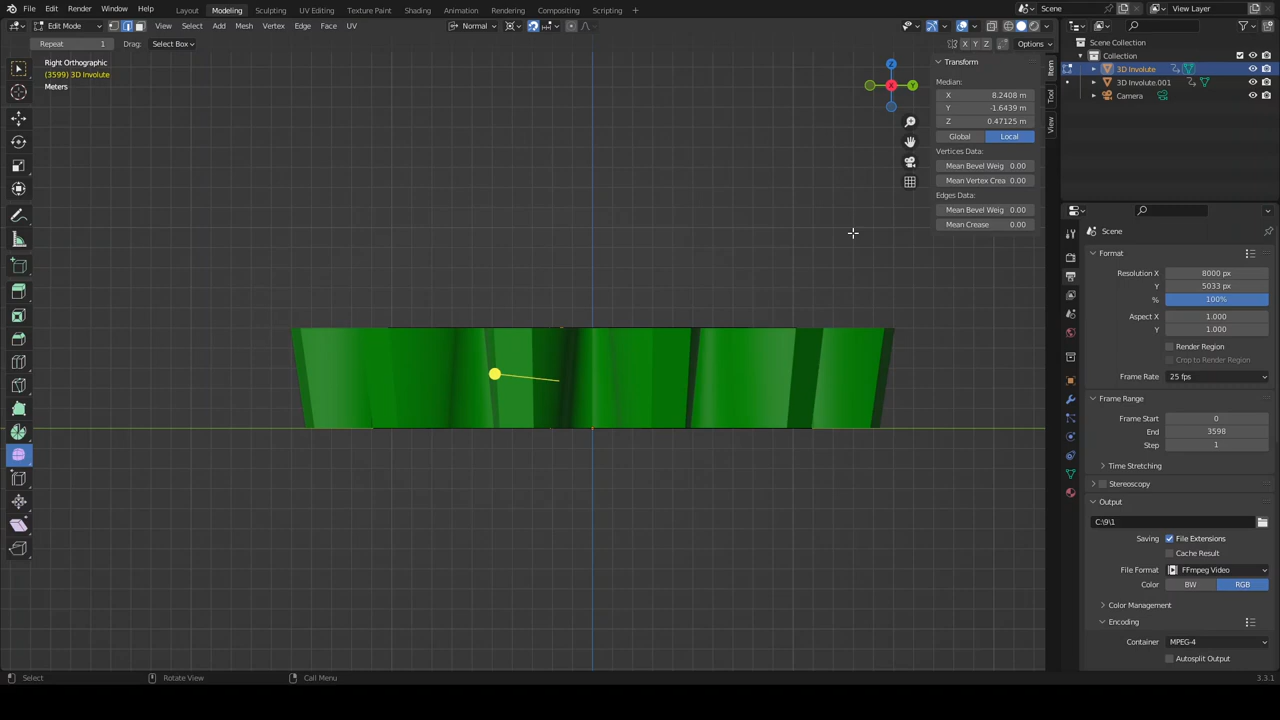 File Edit Render Window Help Layout Modeling Sculpting UV Editing Texture Paint Shading Animation Rendering Compositing Scripting + Scene View Layer
Edit Mode View Select Add Mesh Vertex Edge Face UV Normal
Repeat 1 Drag: Select Box X Y Z Options
Right Orthographic
(3599) 3D Involute
Meters
Z
X
Y
Transform
Median:
X 8.2408 m
Y -1.6439 m
Z 0.47125 m
Global Local
Vertices Data:
Mean Bevel Weig 0.00
Mean Vertex Crea 0.00
Edges Data:
Mean Bevel Weig 0.00
Mean Crease 0.00
Item
Tool
View
Scene Collection
Collection
3D Involute
3D Involute.001
Camera
Scene
Format
Resolution X 8000 px
Y 5033 px
% 100%
Aspect X 1.000
Y 1.000
Render Region
Crop to Render Region
Frame Rate 25 fps
Frame Range
Frame Start 0
End 3598
Step 1
Time Stretching
Stereoscopy
Output
C:\9\1
Saving File Extensions
Cache Result
File Format FFmpeg Video
Color BW RGB
Color Management
Encoding
Container MPEG-4
Autosplit Output
Select Rotate View Call Menu 3.3.1